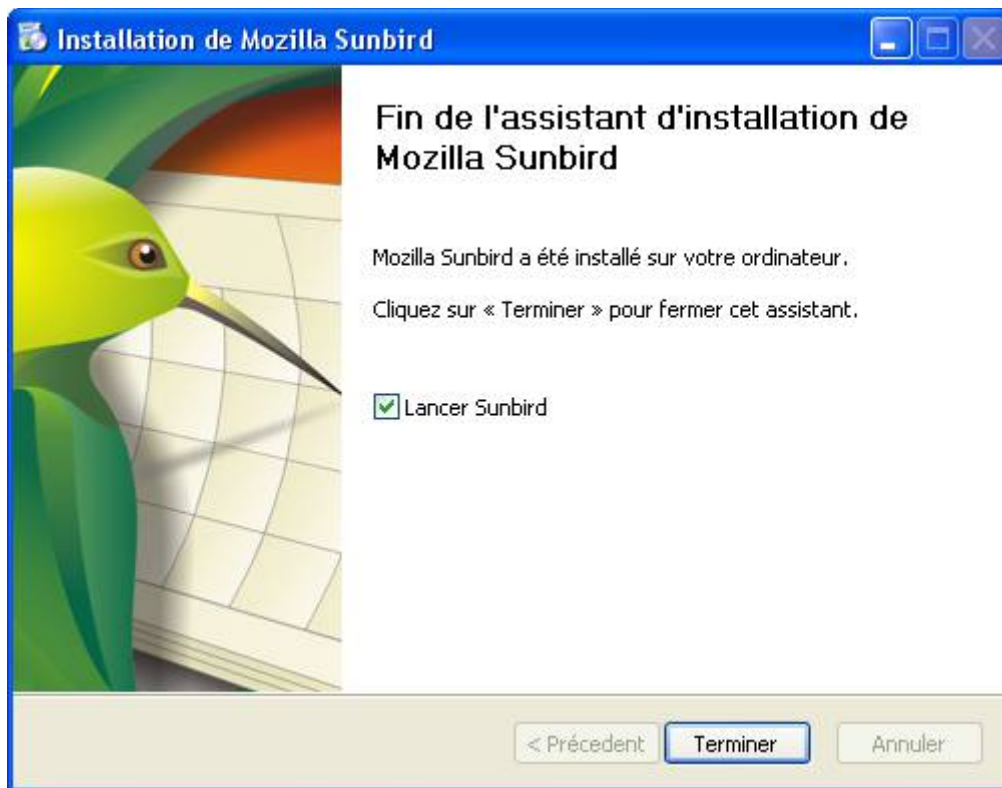 Installation de Mozilla Sunbird
Fin de l'assistant d'installation de
Mozilla Sunbird
Mozilla Sunbird a été installé sur votre ordinateur.
Cliquez sur « Terminer » pour fermer cet assistant.
Lancer Sunbird
< Précedent Terminer Annuler